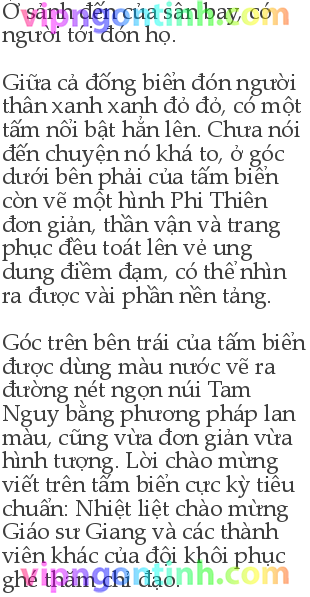 Ở sảnh đến của sân bay, có
người tới đón họ.
Giữa cả đống biển đón người
thân xanh xanh đỏ đỏ, có một
tấm nổi bật hẳn lên. Chưa nói
đến chuyện nó khá to, ở góc
dưới bên phải của tấm biển
còn vẽ một hình Phi Thiên
đơn giản, thần vận và trang
phục đều toát lên vẻ ung
dung điềm đạm, có thể nhìn
ra được vài phần nền tảng.
Góc trên bên trái của tấm biển
được dùng màu nước vẽ ra
đường nét ngọn núi Tam
Nguy bằng phương pháp lan
màu, cũng vừa đơn giản vừa
hình tượng. Lời chào mừng
viết trên tấm biển cực kỳ tiêu
chuẩn: Nhiệt liệt chào mừng
Giáo sư Giang và các thành
viên khác của đội khôi phục
ghé thăm chỉ đạo.
vipngontinh.com
vipngontinh.com